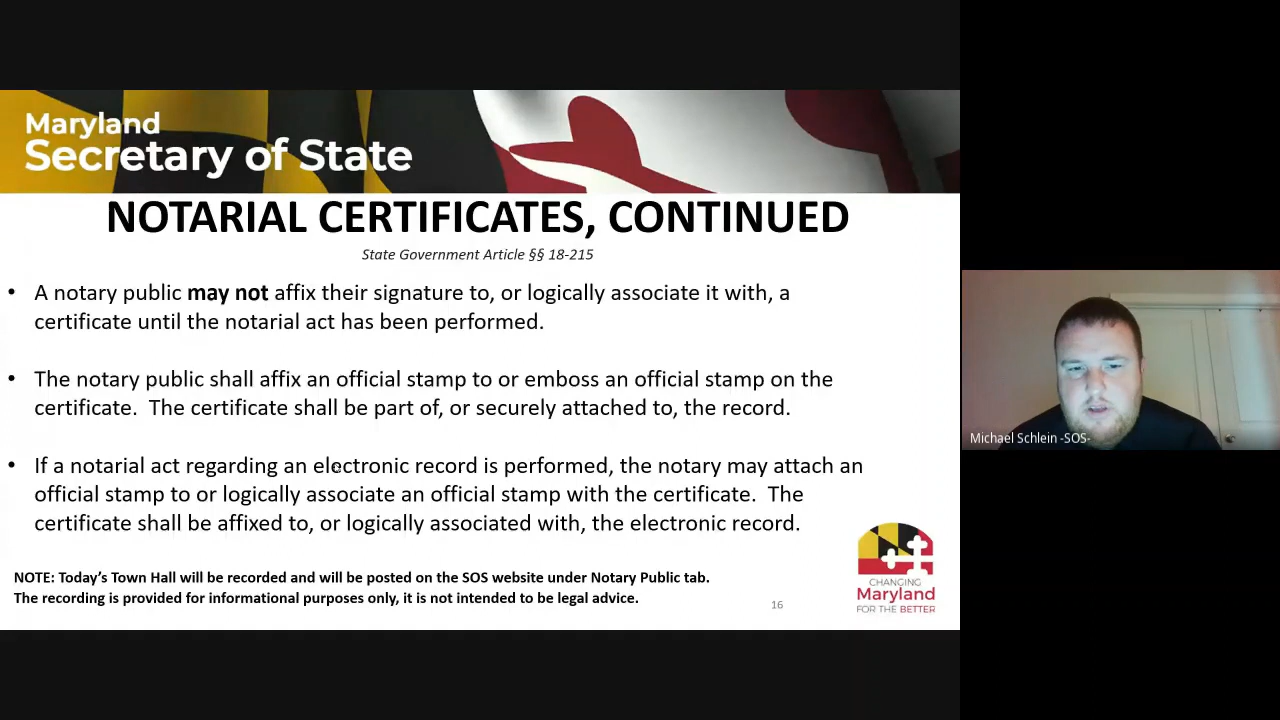 Maryland
Secretary of State
NOTARIAL CERTIFICATES, CONTINUED
State Government Article §§ 18-215
• A notary public may not affix their signature to, or logically associate it with, a
certificate until the notarial act has been performed.
• The notary public shall affix an official stamp to or emboss an official stamp on the
certificate.  The certificate shall be part of, or securely attached to, the record.
• If a notarial act regarding an electronic record is performed, the notary may attach an
official stamp to or logically associate an official stamp with the certificate.  The
certificate shall be affixed to, or logically associated with, the electronic record.
NOTE: Today's Town Hall will be recorded and will be posted on the SOS website under Notary Public tab.
The recording is provided for informational purposes only, it is not intended to be legal advice.
16
CHANGING
Maryland
FOR THE BETTER
Michael Schlein -SOS-